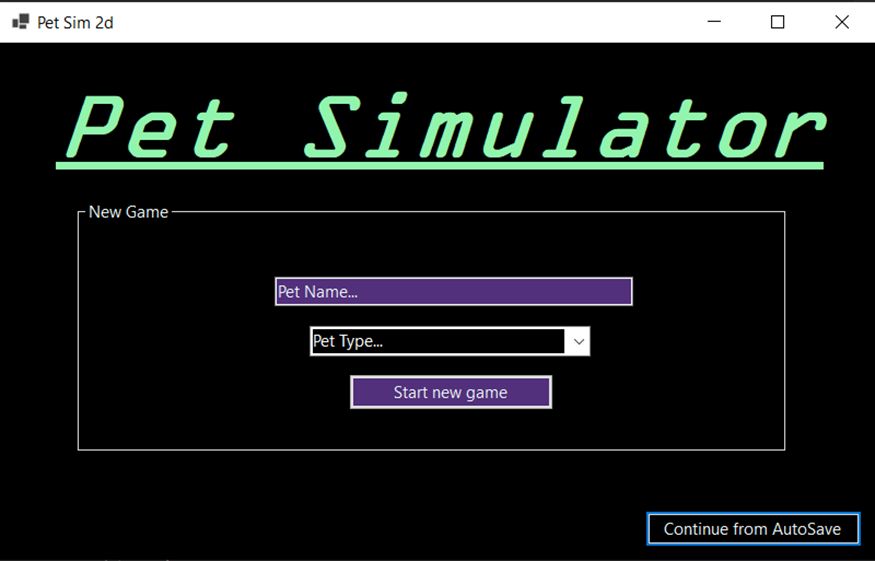 Pet Sim 2d
Pet Simulator
New Game
Pet Name...
Pet Type...
Start new game
Continue from AutoSave